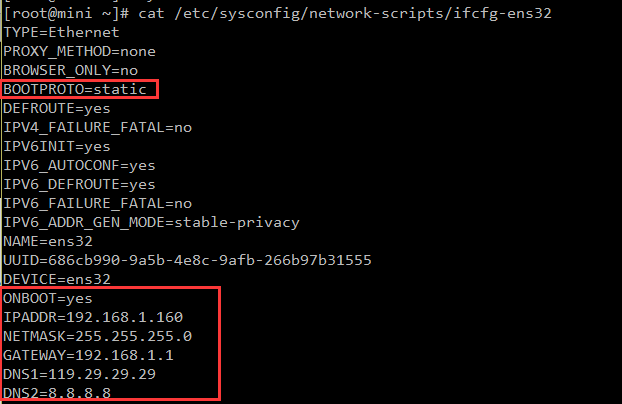 [root@mini ~]# cat /etc/sysconfig/network-scripts/ifcfg-ens32
TYPE=Ethernet
PROXY_METHOD=none
BROWSER_ONLY=no
BOOTPROTO=static
DEFROUTE=yes
IPV4_FAILURE_FATAL=no
IPV6INIT=yes
IPV6_AUTOCONF=yes
IPV6_DEFROUTE=yes
IPV6_FAILURE_FATAL=no
IPV6_ADDR_GEN_MODE=stable-privacy
NAME=ens32
UUID=686cb990-9a5b-4e8c-9afb-266b97b31555
DEVICE=ens32
ONBOOT=yes
IPADDR=192.168.1.160
NETMASK=255.255.255.0
GATEWAY=192.168.1.1
DNS1=119.29.29.29
DNS2=8.8.8.8